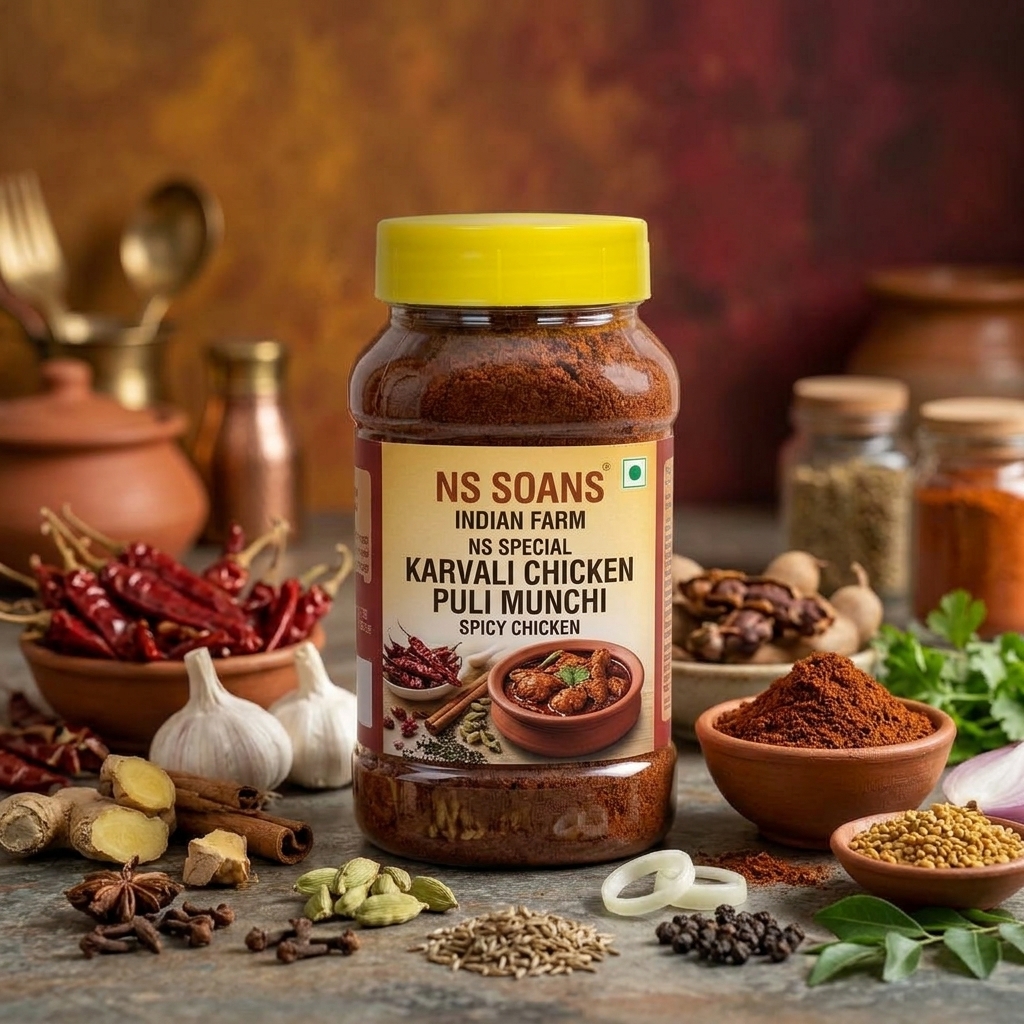 NS SOANS®
INDIAN FARM
NS SPECIAL
KARVALI CHICKEN
PULI MUNCHI
SPICY CHICKEN